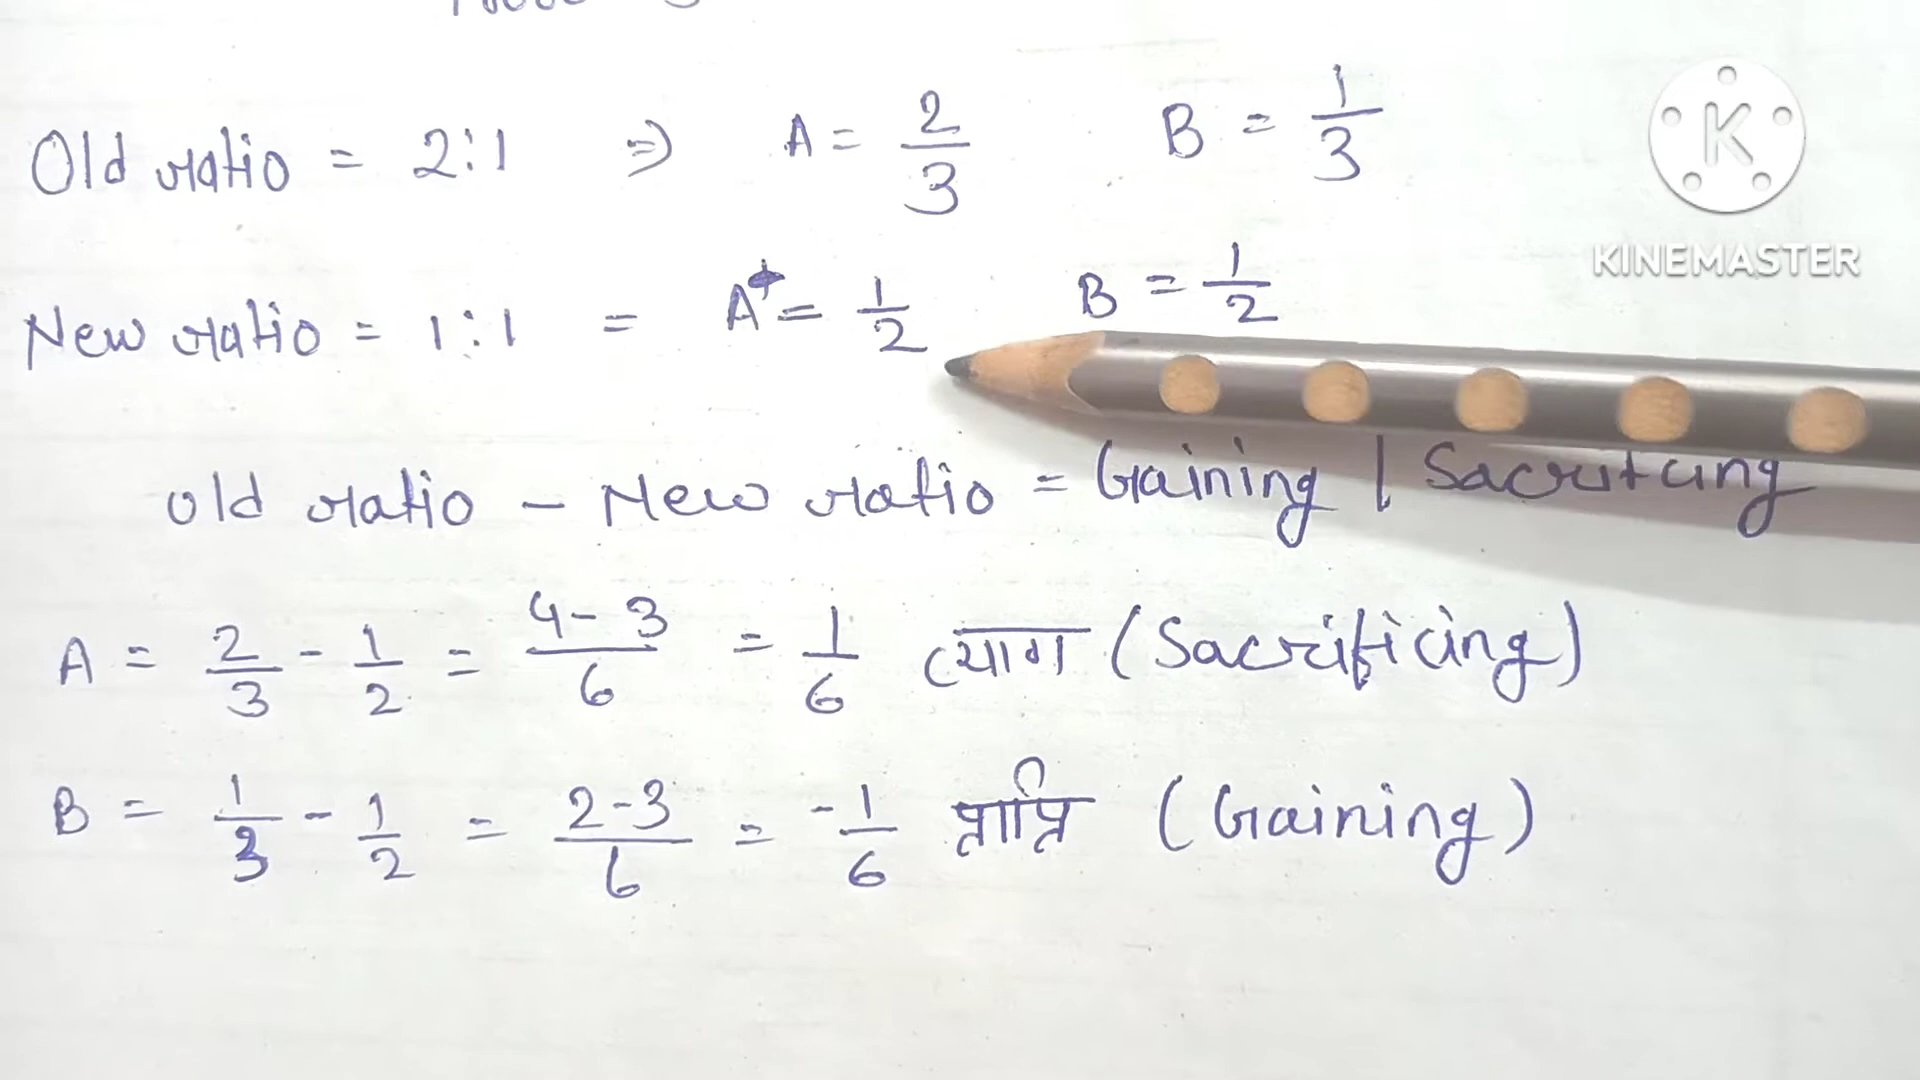 Old ratio = 2:1 ⇒ A = 2/3 B = 1/3
New ratio = 1:1 = A = 1/2 B = 1/2
Old ratio - New ratio = Gaining | Sacrificing
A = 2/3 - 1/2 = 4-3/6 = 1/6 त्याग (Sacrificing)
B = 1/3 - 1/2 = 2-3/6 = -1/6 प्राप्ति (Gaining)
K
KINEMASTER